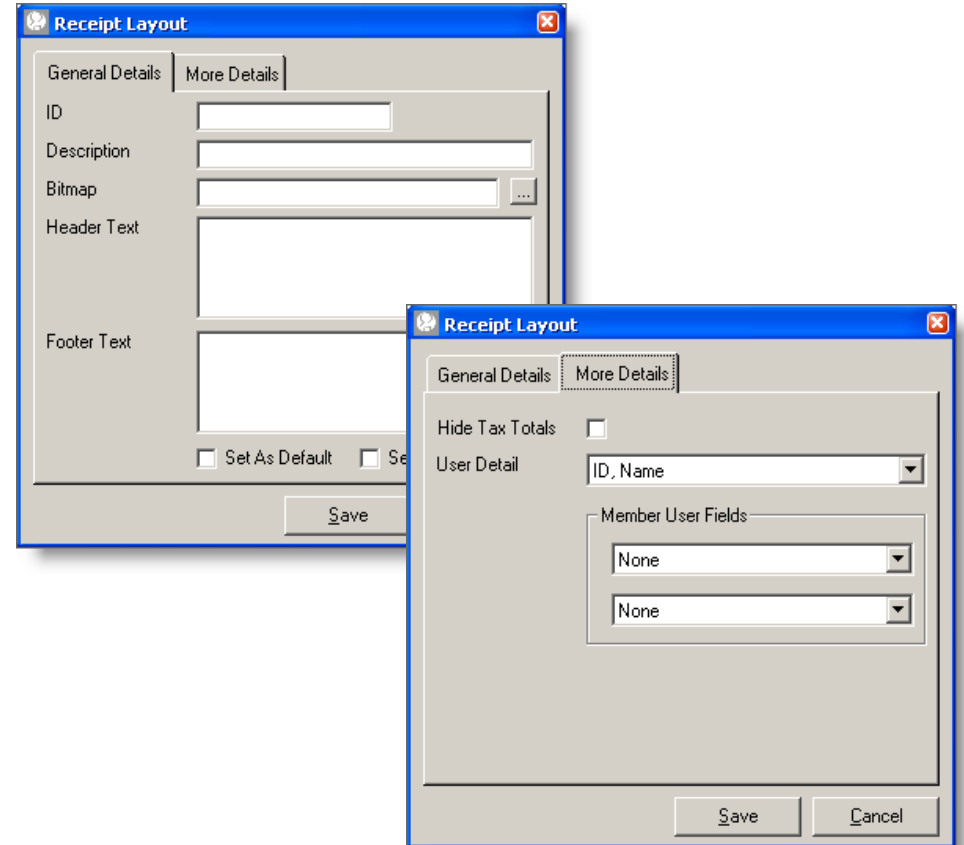 Receipt Layout
General Details
More Details
ID
Description
Bitmap
...
Header Text
Footer Text
Set As Default
Se
Save
Receipt Layout
General Details
More Details
Hide Tax Totals
User Detail
ID, Name
Member User Fields
None
None
Save
Cancel